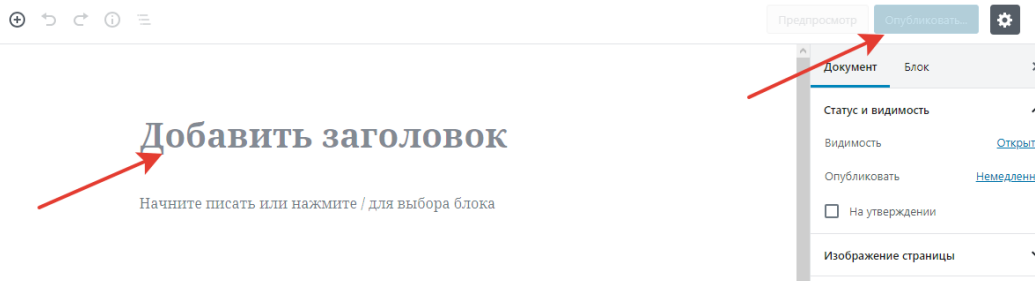 Предпросмотр Опубликовать...
Документ Блок
Добавить заголовок
Начните писать или нажмите / для выбора блока
Статус и видимость
Видимость Открыт
Опубликовать Немедленн
На утверждении
Изображение страницы